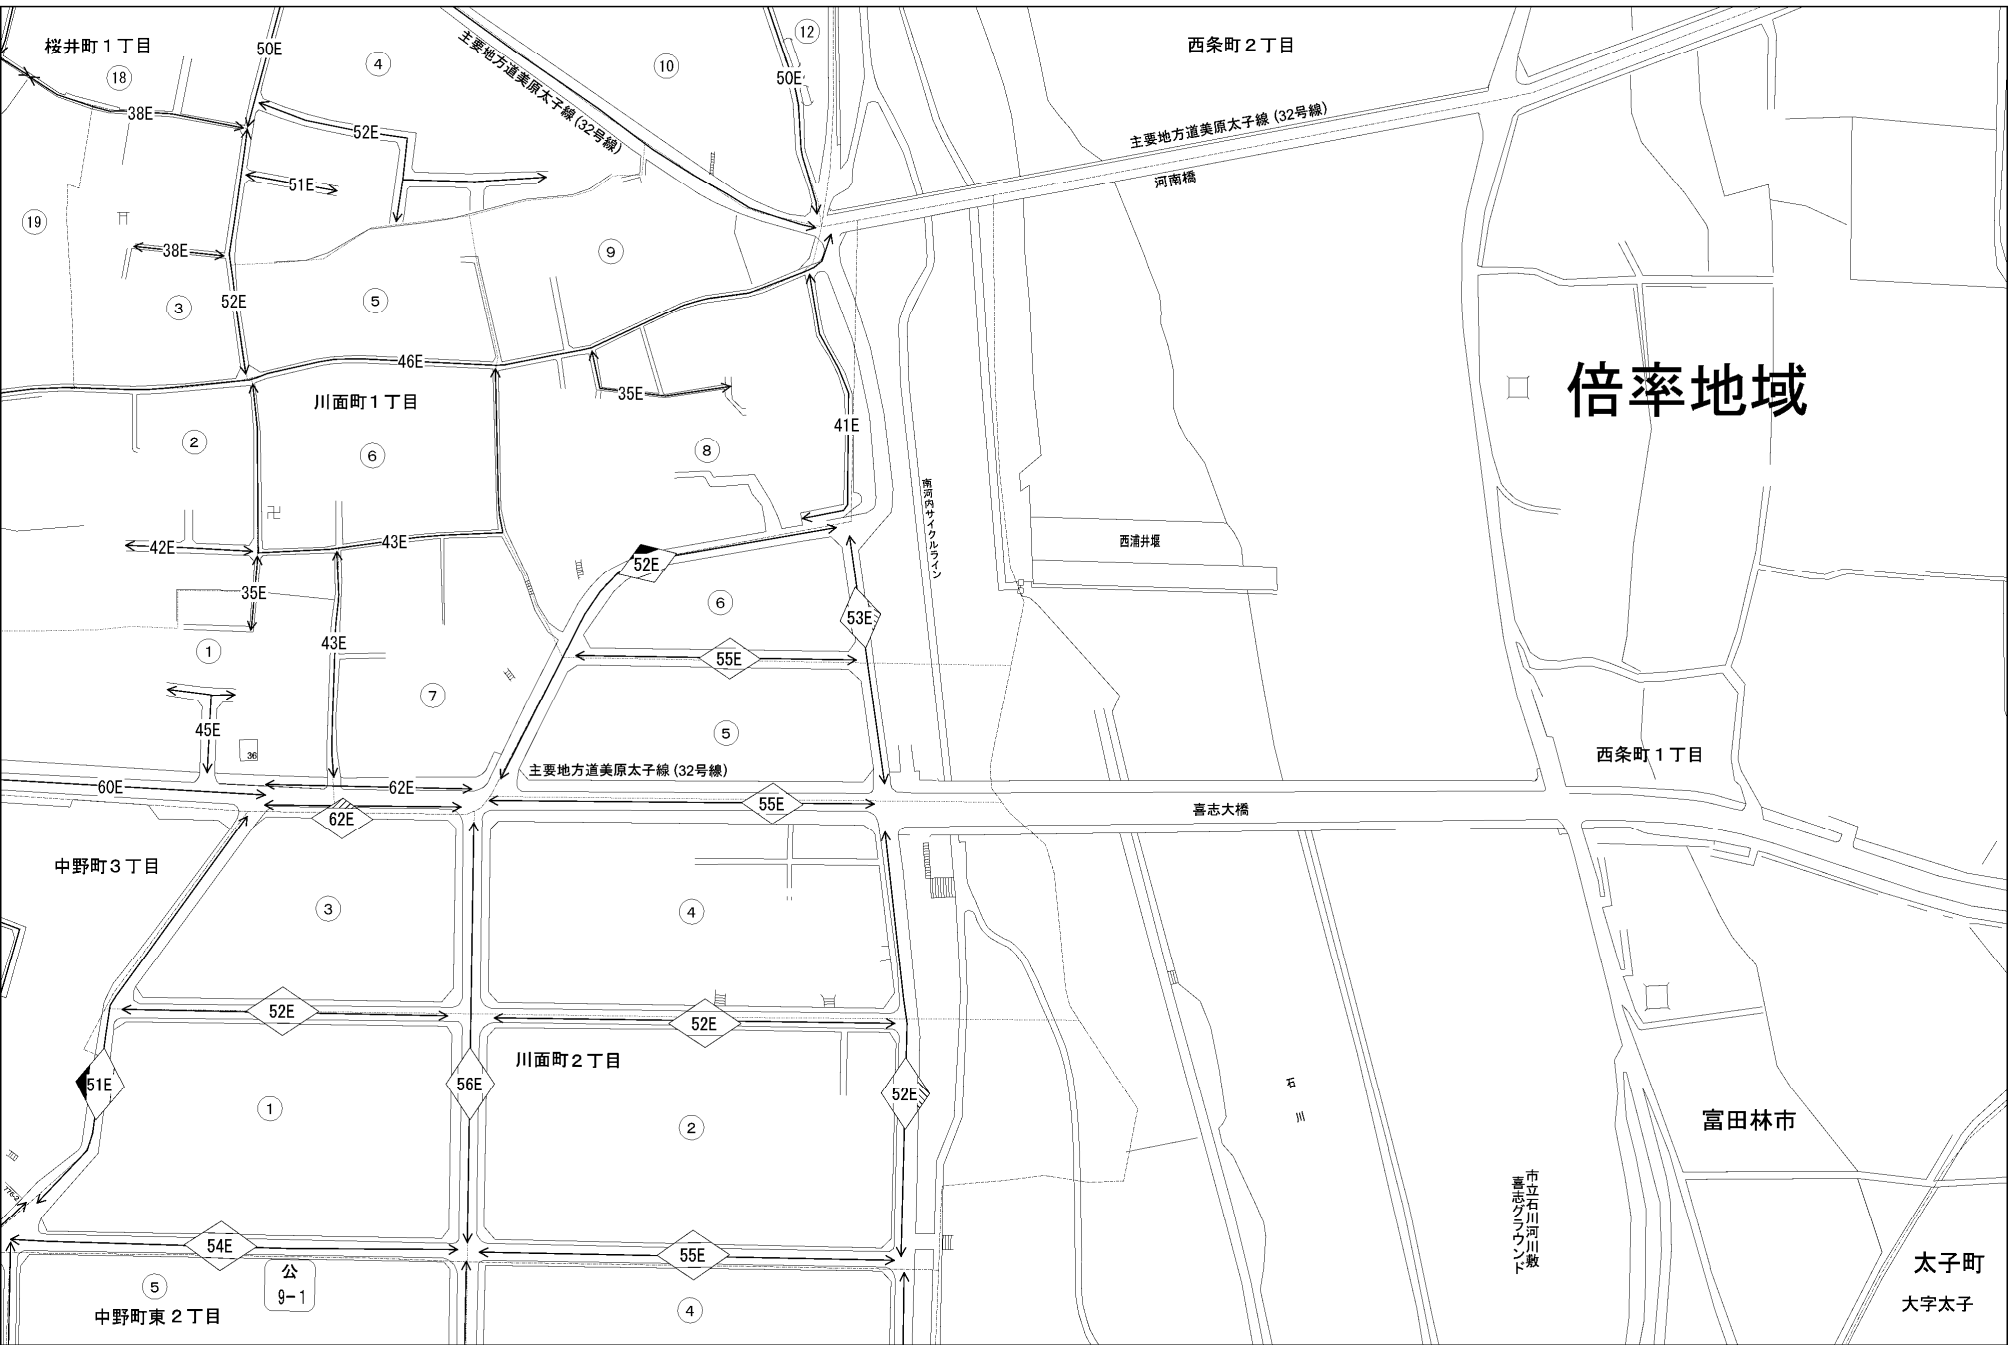 桜井町1丁目
18
50E
4
主要地方道美原太子線(32号線)
10
12
50E
西条町2丁目
38E
52E
主要地方道美原太子線(32号線)
河南橋
51E
19
38E
9
3
52E
5
46E
35E
川面町1丁目
倍率地域
41E
2
6
8
南河内サイクルライン
42E
43E
52E
西浦井堰
35E
6
53E
43E
1
55E
7
45E
5
36
西条町1丁目
主要地方道美原太子線(32号線)
60E
62E
55E
62E
喜志大橋
中野町3丁目
3
4
52E
52E
川面町2丁目
51E
56E
52E
石川
1
2
富田林市
776-2
市立石川河川敷
喜志グラウンド
54E
55E
公
9-1
5
中野町東2丁目
4
太子町
大字太子